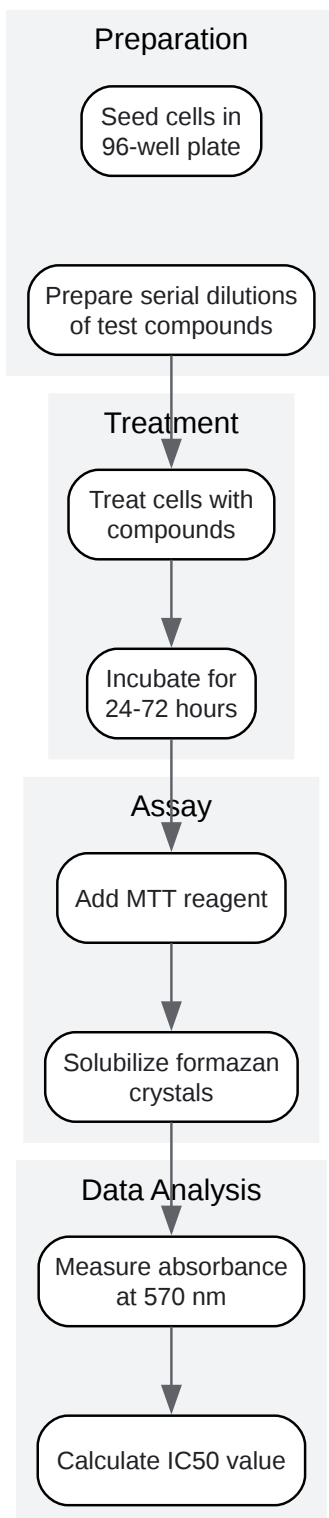 Preparation
Seed cells in
96-well plate
Prepare serial dilutions
of test compounds
Treatment
Treat cells with
compounds
Incubate for
24-72 hours
Assay
Add MTT reagent
Solubilize formazan
crystals
Data Analysis
Measure absorbance
at 570 nm
Calculate IC50 value